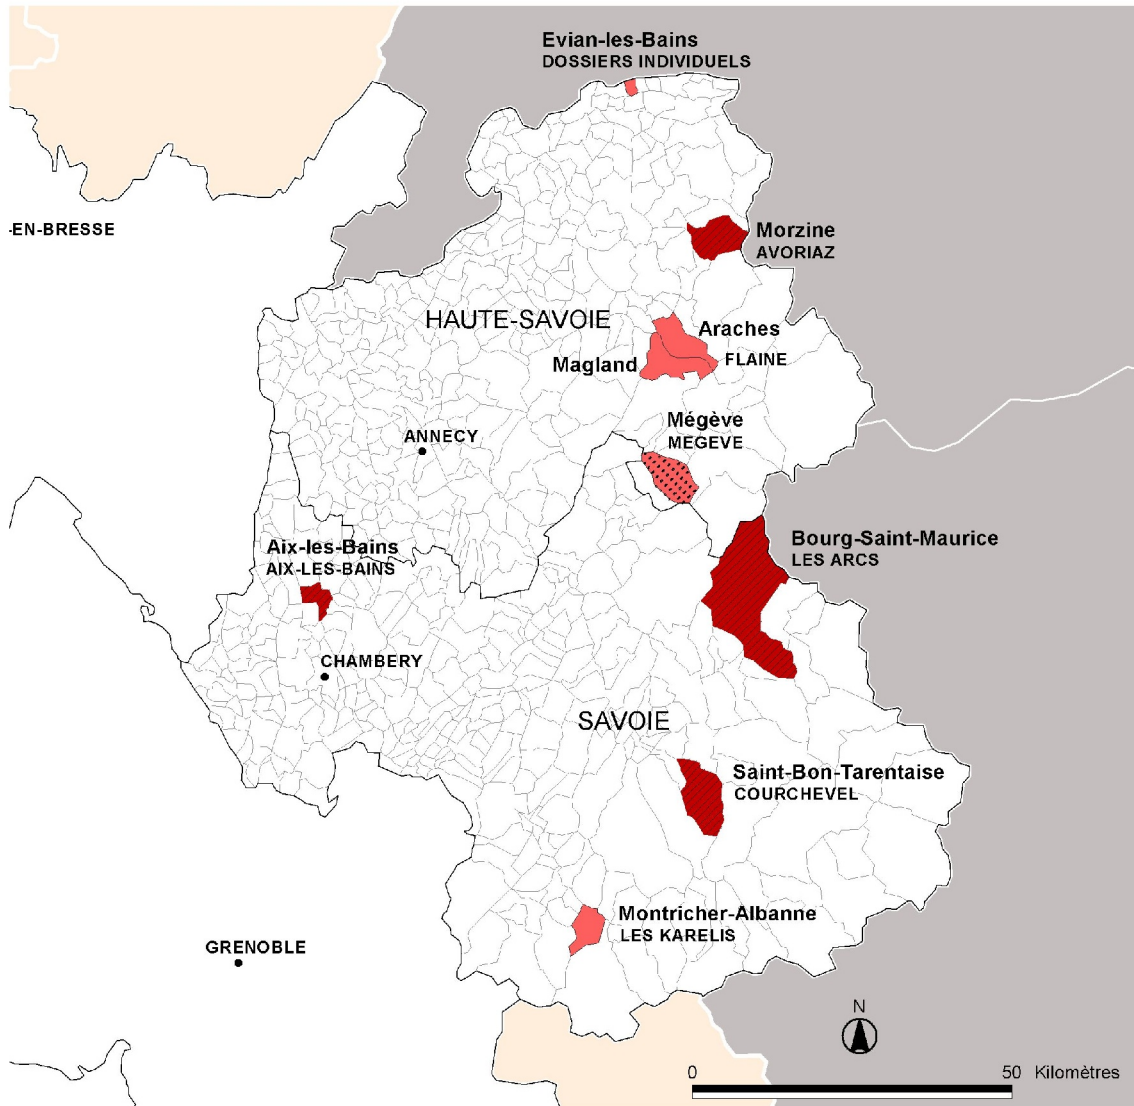 Evian-les-Bains
DOSSIERS INDIVIDUELS
-EN-BRESSE
Morzine
AVORIAZ
HAUTE-SAVOIE
Araches
FLAINE
Magland
Mégève
MEGEVE
ANNECY
Bourg-Saint-Maurice
LES ARCS
Aix-les-Bains
AIX-LES-BAINS
CHAMBERY
SAVOIE
Saint-Bon-Tarentaise
COURCHEVEL
Montricher-Albanne
LES KARELIS
GRENOBLE
N
0 50 Kilomètres